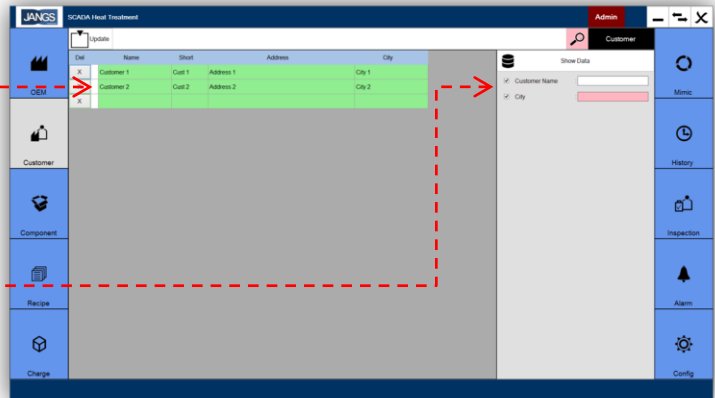 JANGS SCADA Heat Treatment Admin
Update Customer
Del Name Short Address City
X Customer 1 Cust 1 Address 1 City 1
Customer 2 Cust 2 Address 2 City 2
X
Show Data
Customer Name
City
OEM
Customer
Component
Recipe
Charge
Mimic
History
Inspection
Alarm
Config